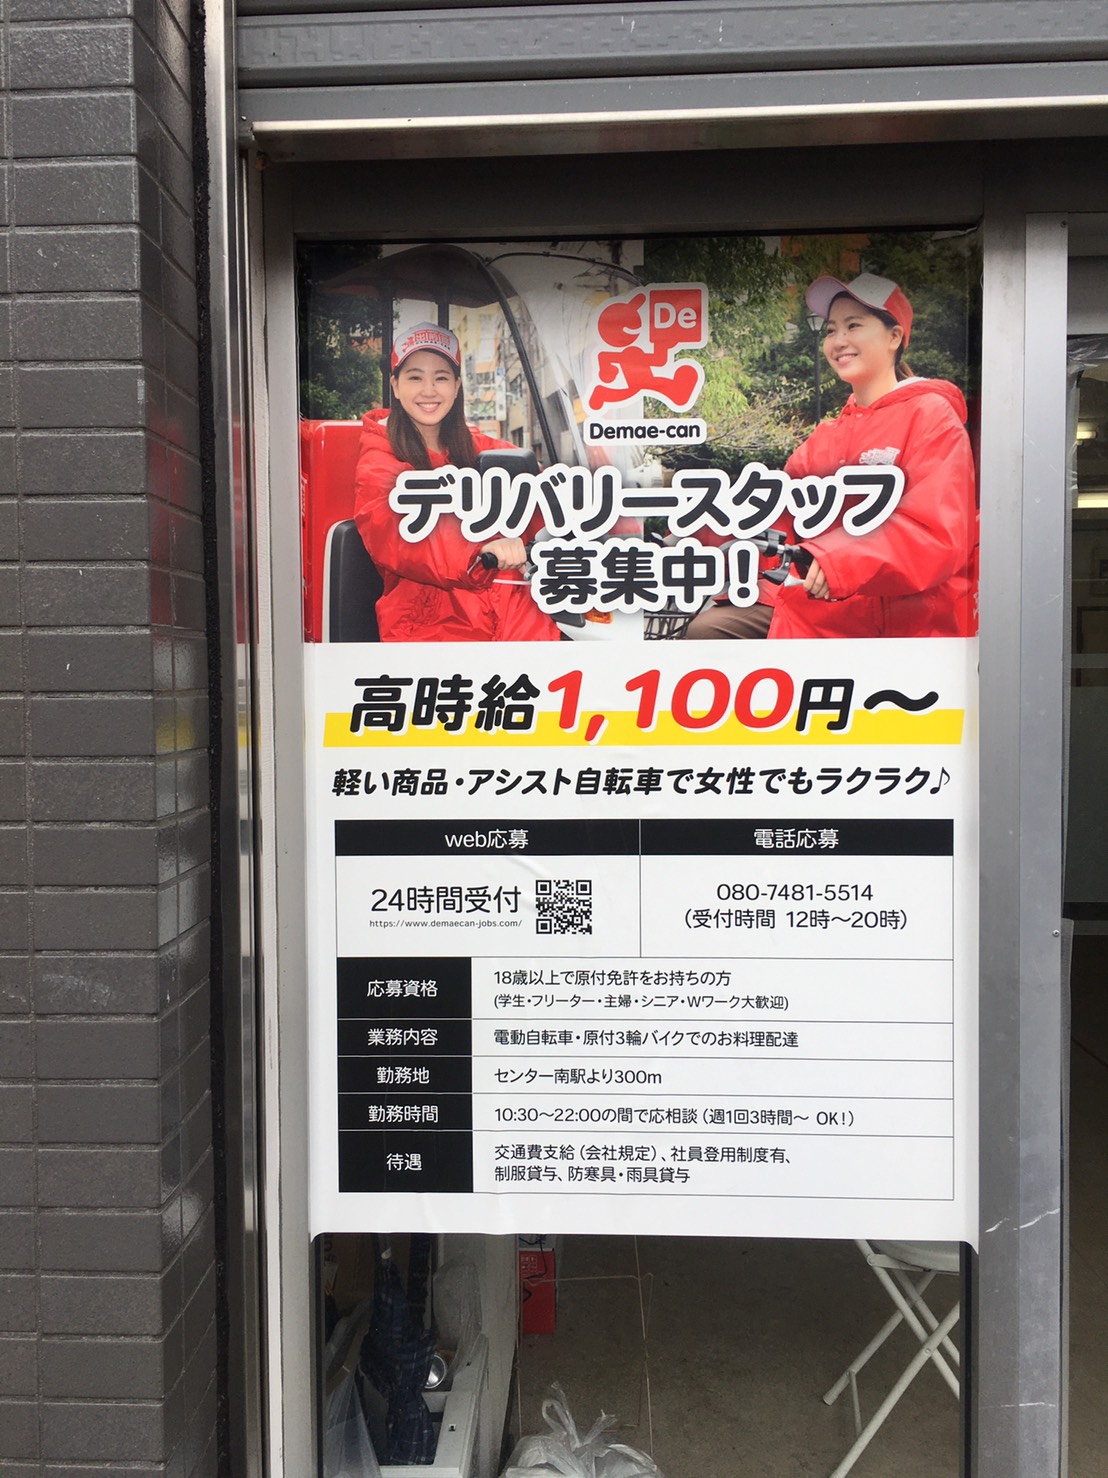 De
Demae-can
デリバリースタッフ
募集中!
高時給1,100円〜
軽い商品・アシスト自転車で女性でもラクラク♪
web応募
電話応募
24時間受付
https://www.demaecan-jobs.com/
080-7481-5514
(受付時間 12時〜20時)
応募資格
18歳以上で原付免許をお持ちの方
(学生・フリーター・主婦・シニア・Wワーク大歓迎)
業務内容
電動自転車・原付3輪バイクでのお料理配達
勤務地
センター南駅より300m
勤務時間
10:30〜22:00の間で応相談(週1回3時間〜 OK!)
待遇
交通費支給(会社規定)、社員登用制度有、
制服貸与、防寒具・雨具貸与